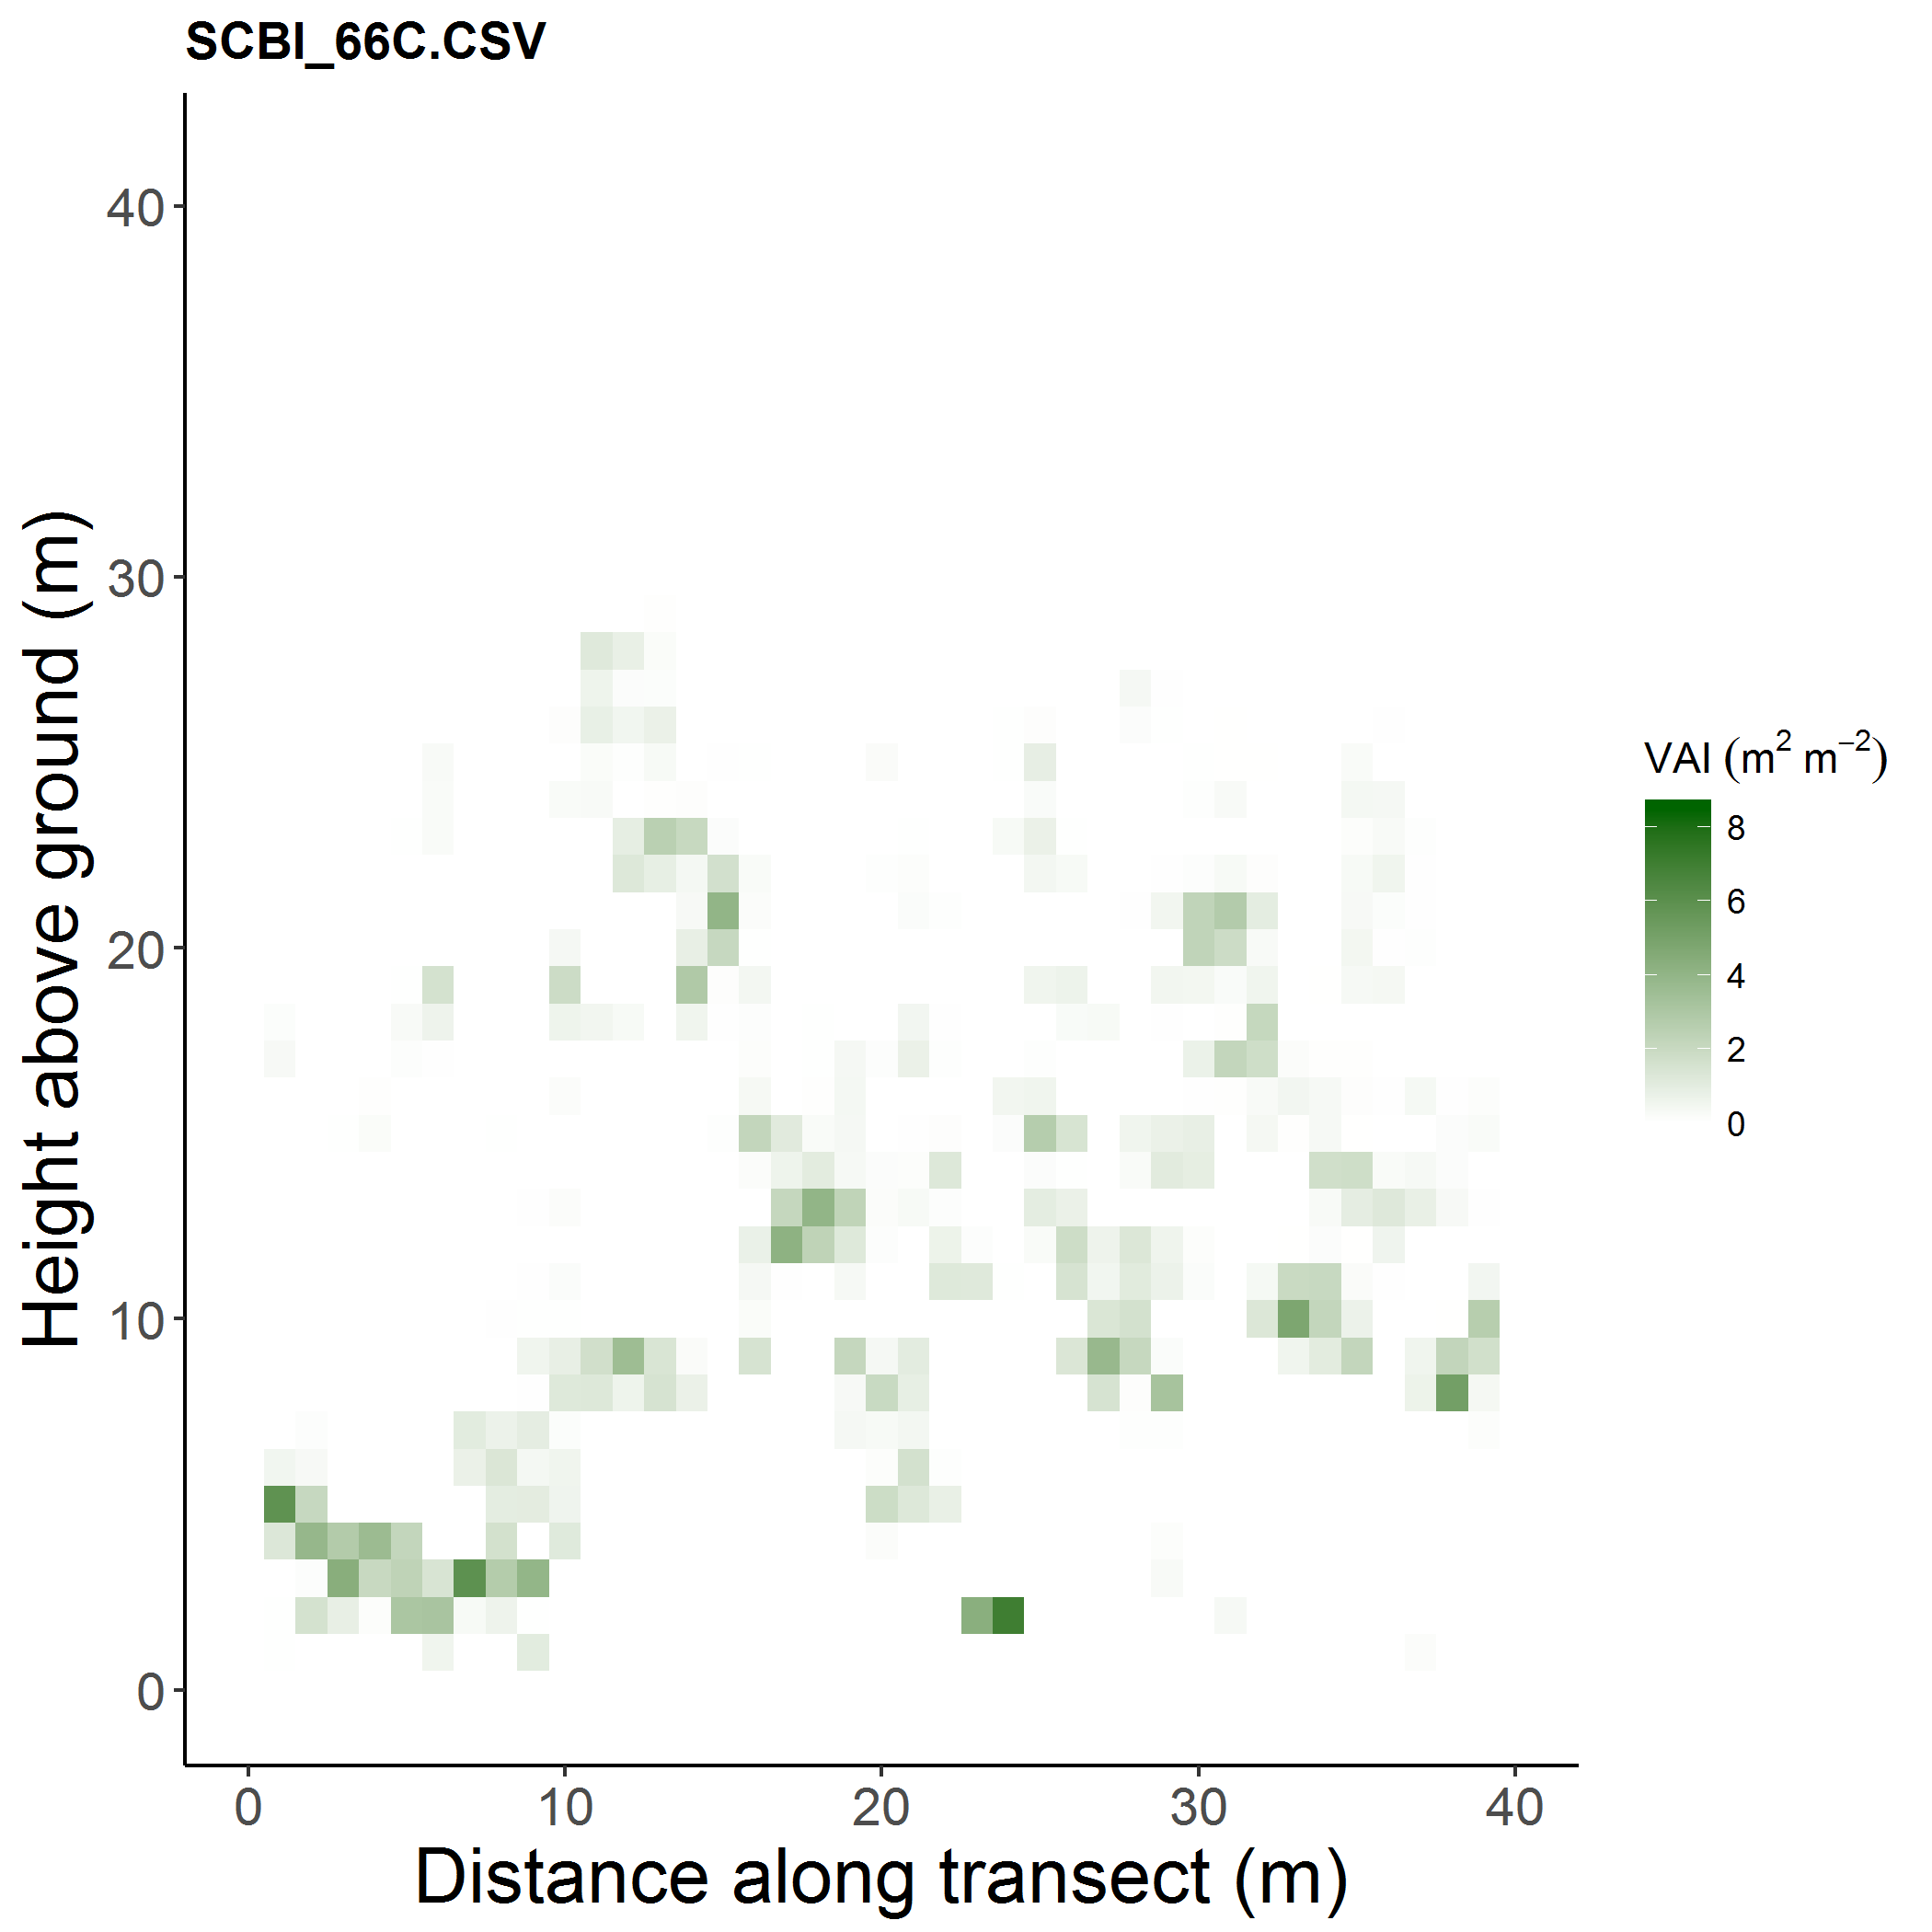 SCBI_66C.CSV
40
30
20
10
0
Height above ground (m)
0 10 20 30 40
Distance along transect (m)
VAI (m² m⁻²)
8
6
4
2
0